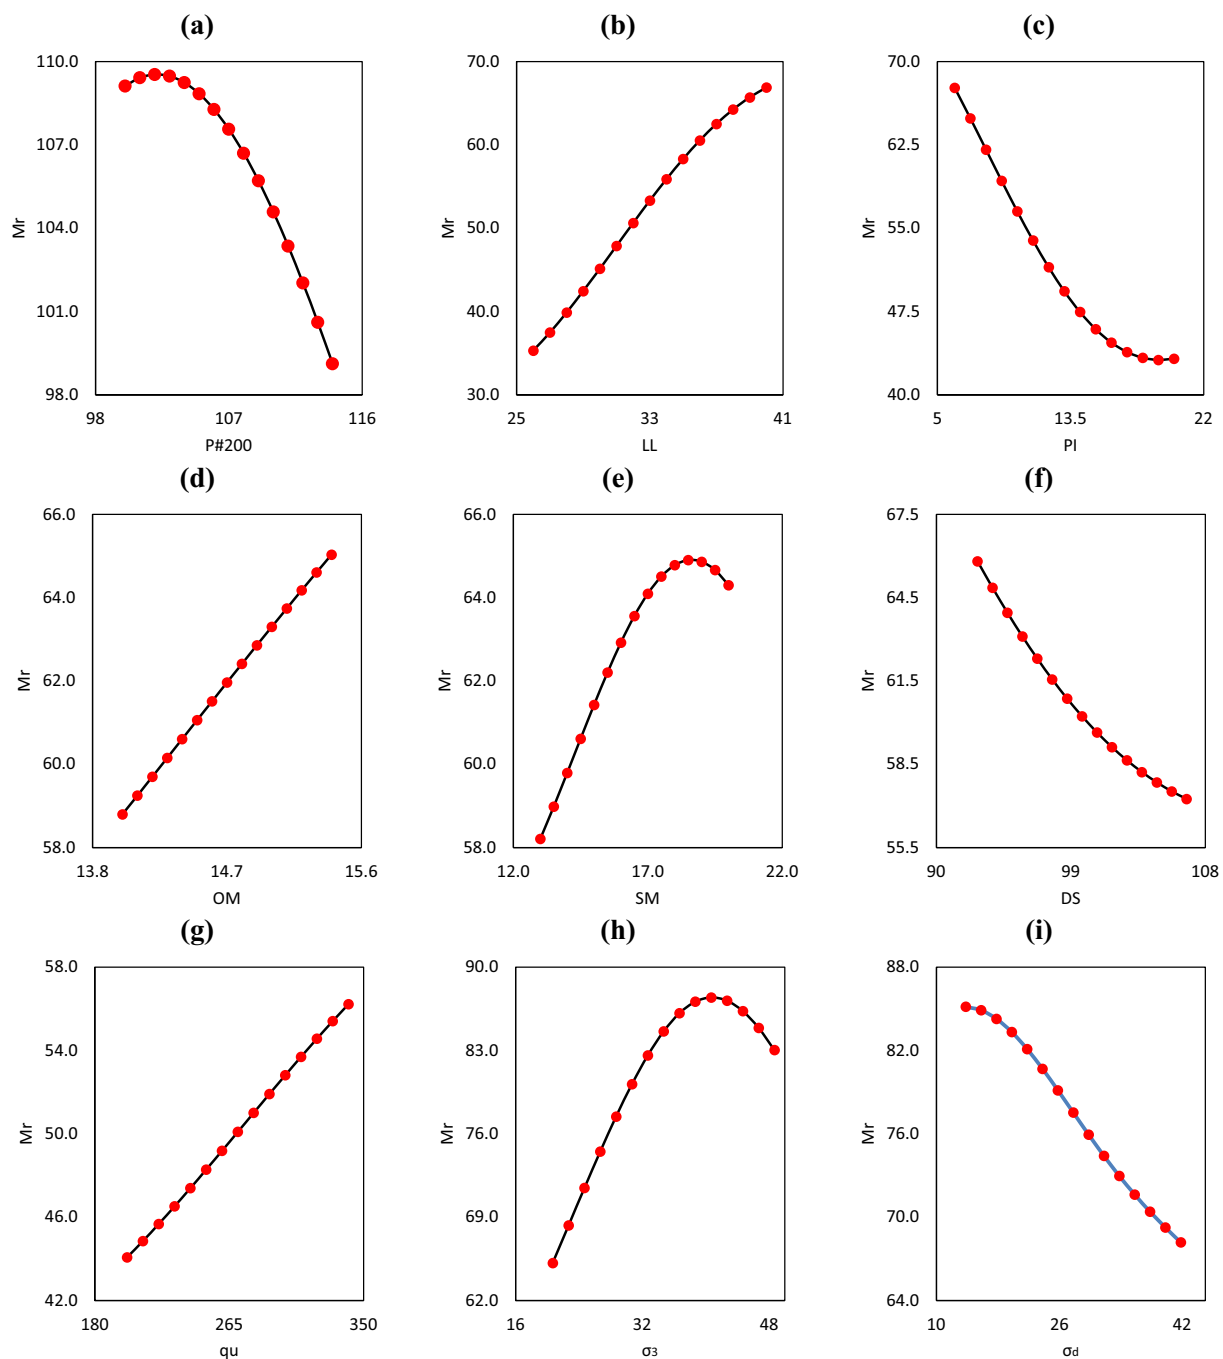 (a)
110.0
107.0
104.0
101.0
98.0
Mr
98
107
116
P#200
(b)
70.0
60.0
50.0
40.0
30.0
Mr
25
33
41
LL
(c)
70.0
62.5
55.0
47.5
40.0
Mr
5
13.5
22
PI
(d)
66.0
64.0
62.0
60.0
58.0
Mr
13.8
14.7
15.6
OM
(e)
66.0
64.0
62.0
60.0
58.0
Mr
12.0
17.0
22.0
SM
(f)
67.5
64.5
61.5
58.5
55.5
Mr
90
99
108
DS
(g)
58.0
54.0
50.0
46.0
42.0
Mr
180
265
350
qu
(h)
90.0
83.0
76.0
69.0
62.0
Mr
16
32
48
σ3
(i)
88.0
82.0
76.0
70.0
64.0
Mr
10
26
42
σd